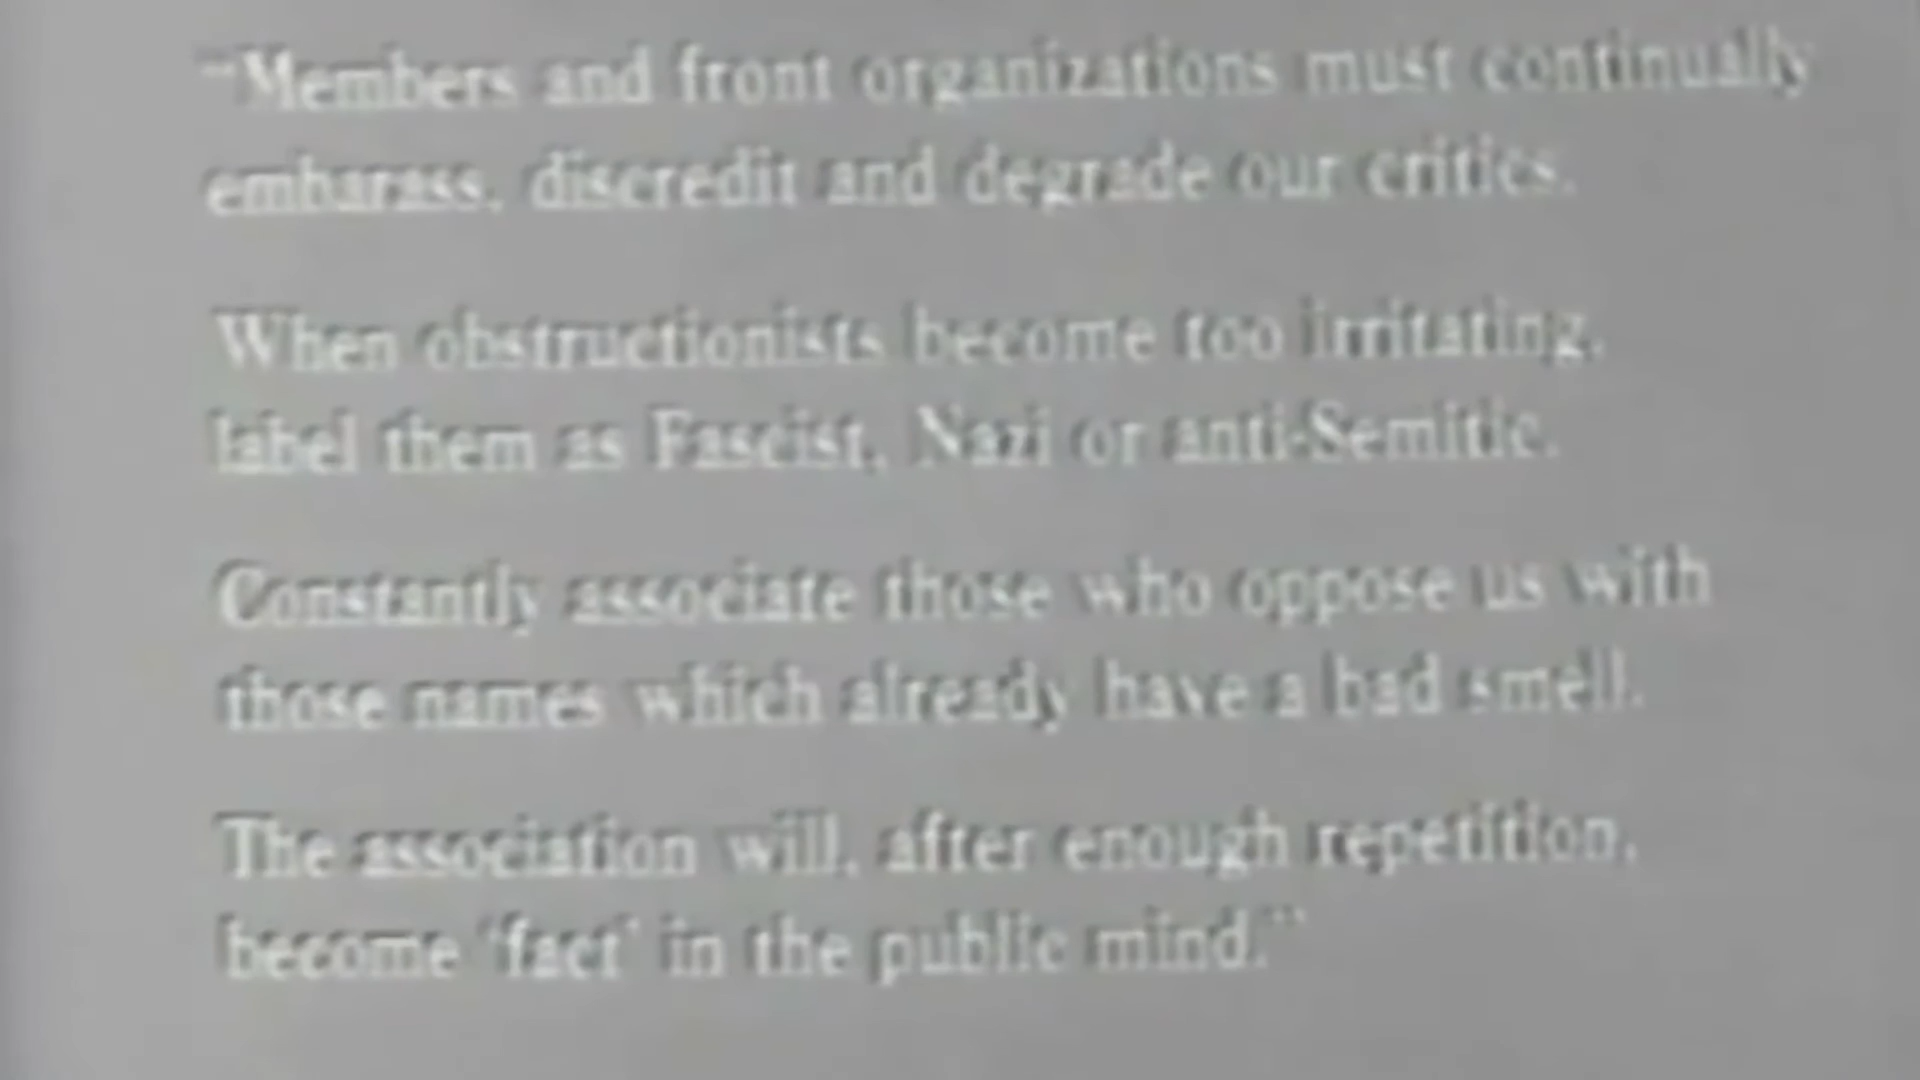 "Members and front organizations must continually
embarass, discredit and degrade our critics.
When obstructionists become too irritating,
label them as Fascist, Nazi or anti-Semitic.
Constantly associate those who oppose us with
those names which already have a bad smell.
The association will, after enough repetition,
become 'fact' in the public mind."